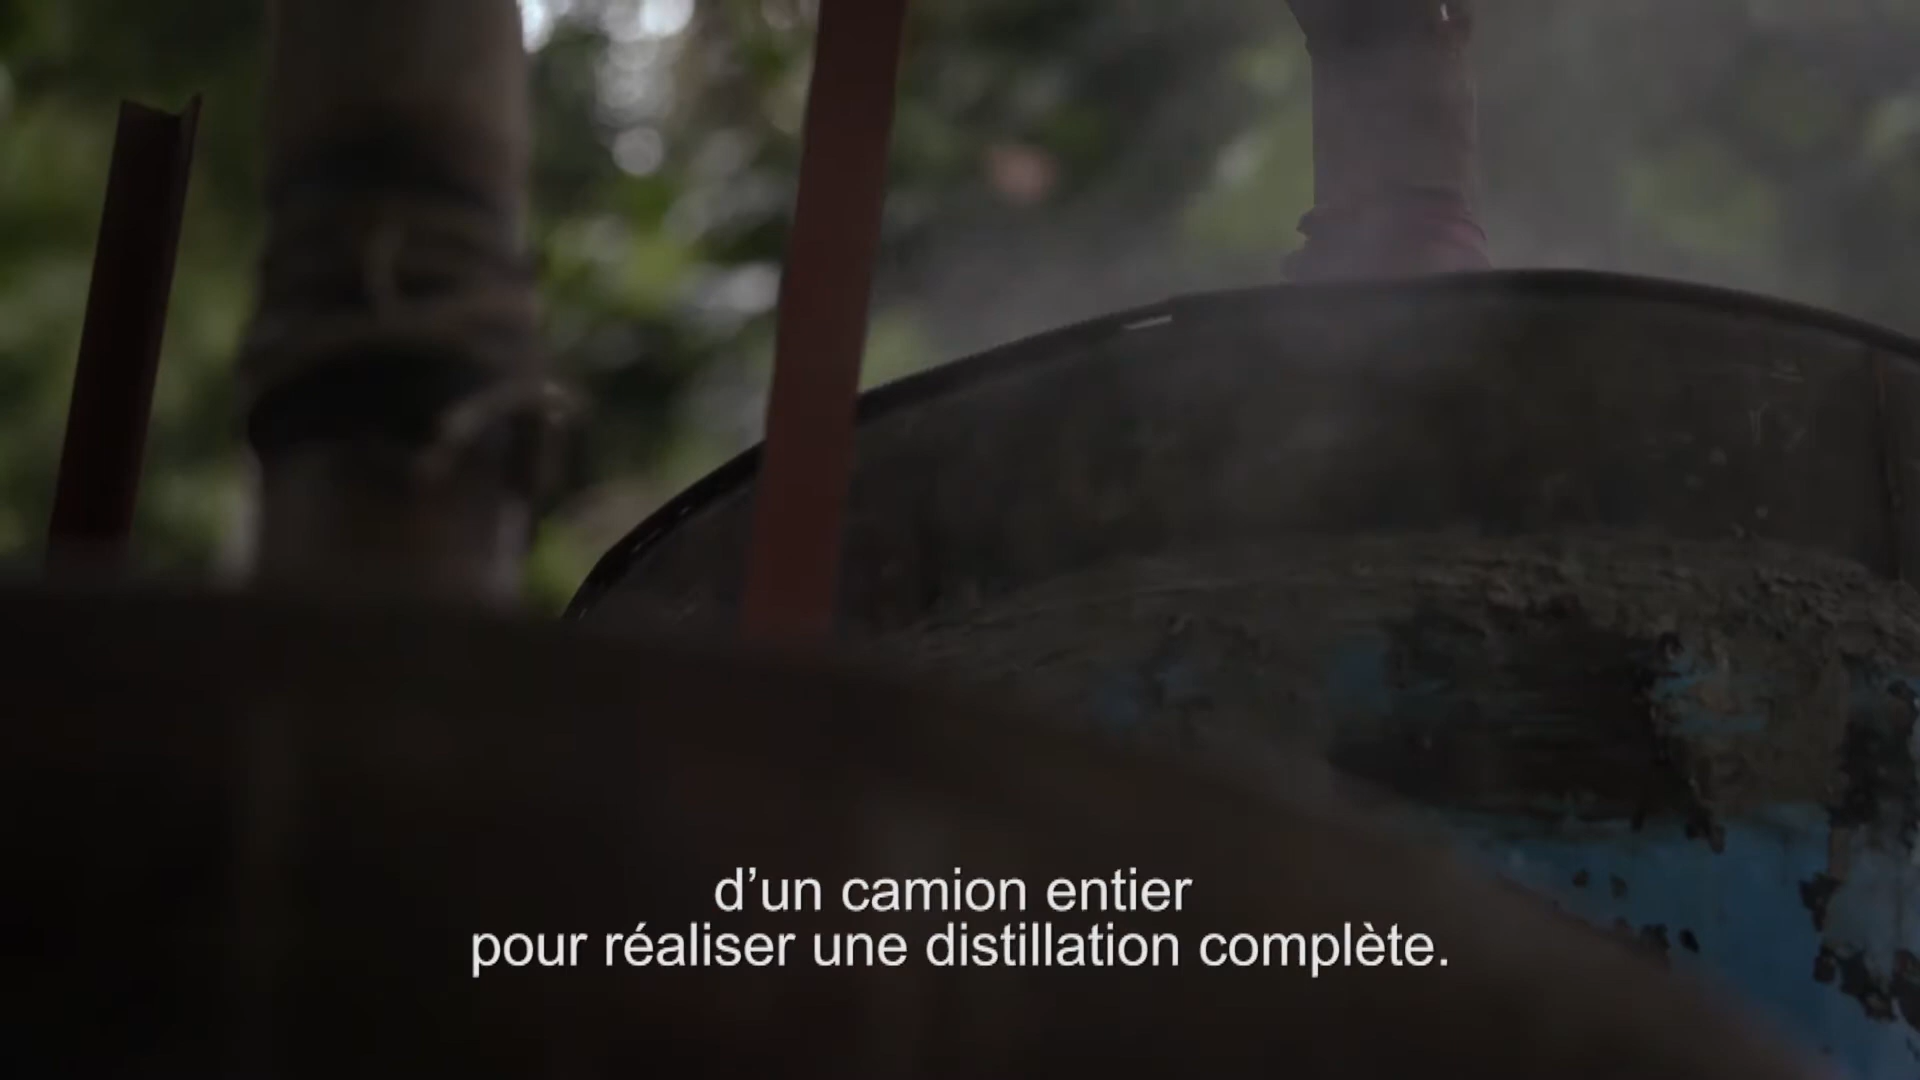 d’un camion entier
pour réaliser une distillation complète.